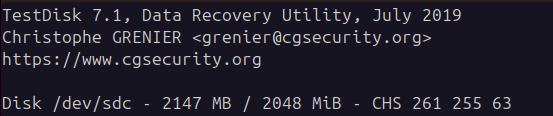 TestDisk 7.1, Data Recovery Utility, July 2019
Christophe GRENIER <grenier@cgsecurity.org>
https://www.cgsecurity.org
Disk /dev/sdc - 2147 MB / 2048 MiB - CHS 261 255 63